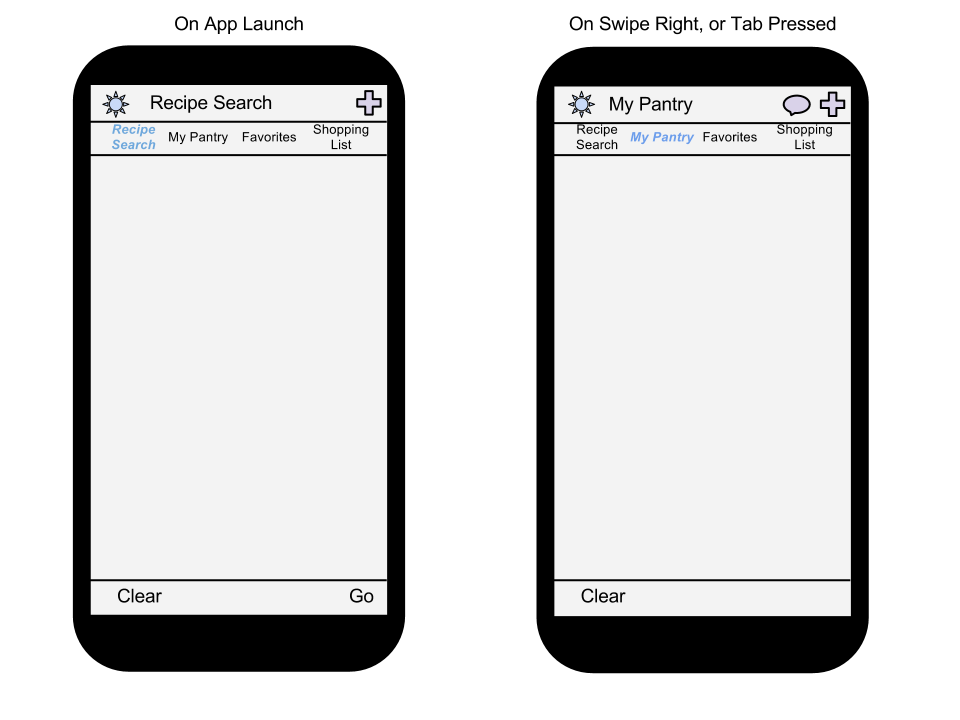 On App Launch
Recipe Search
Recipe
Search
My Pantry
Favorites
Shopping
List
Clear
Go
On Swipe Right, or Tab Pressed
My Pantry
Recipe
Search
My Pantry
Favorites
Shopping
List
Clear